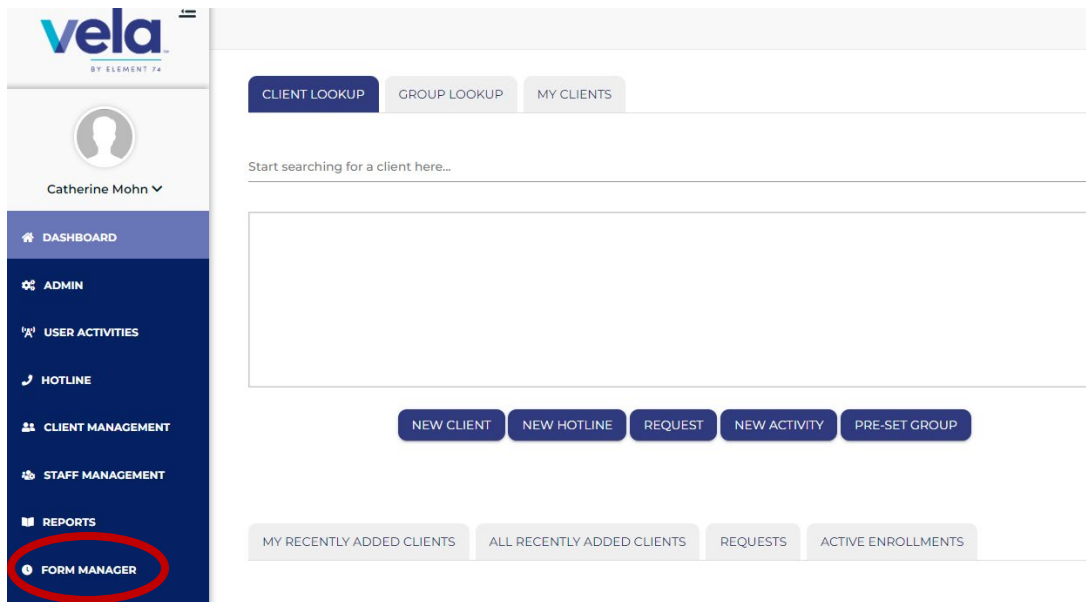 vela
BY ELEMENT 74
Catherine Mohn
DASHBOARD
ADMIN
USER ACTIVITIES
HOTLINE
CLIENT MANAGEMENT
STAFF MANAGEMENT
REPORTS
FORM MANAGER
CLIENT LOOKUP GROUP LOOKUP MY CLIENTS
Start searching for a client here...
NEW CLIENT NEW HOTLINE REQUEST NEW ACTIVITY PRE-SET GROUP
MY RECENTLY ADDED CLIENTS ALL RECENTLY ADDED CLIENTS REQUESTS ACTIVE ENROLLMENTS